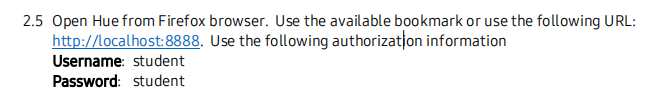 2.5 Open Hue from Firefox browser. Use the available bookmark or use the following URL:
http://localhost:8888. Use the following authorization information
Username: student
Password: student